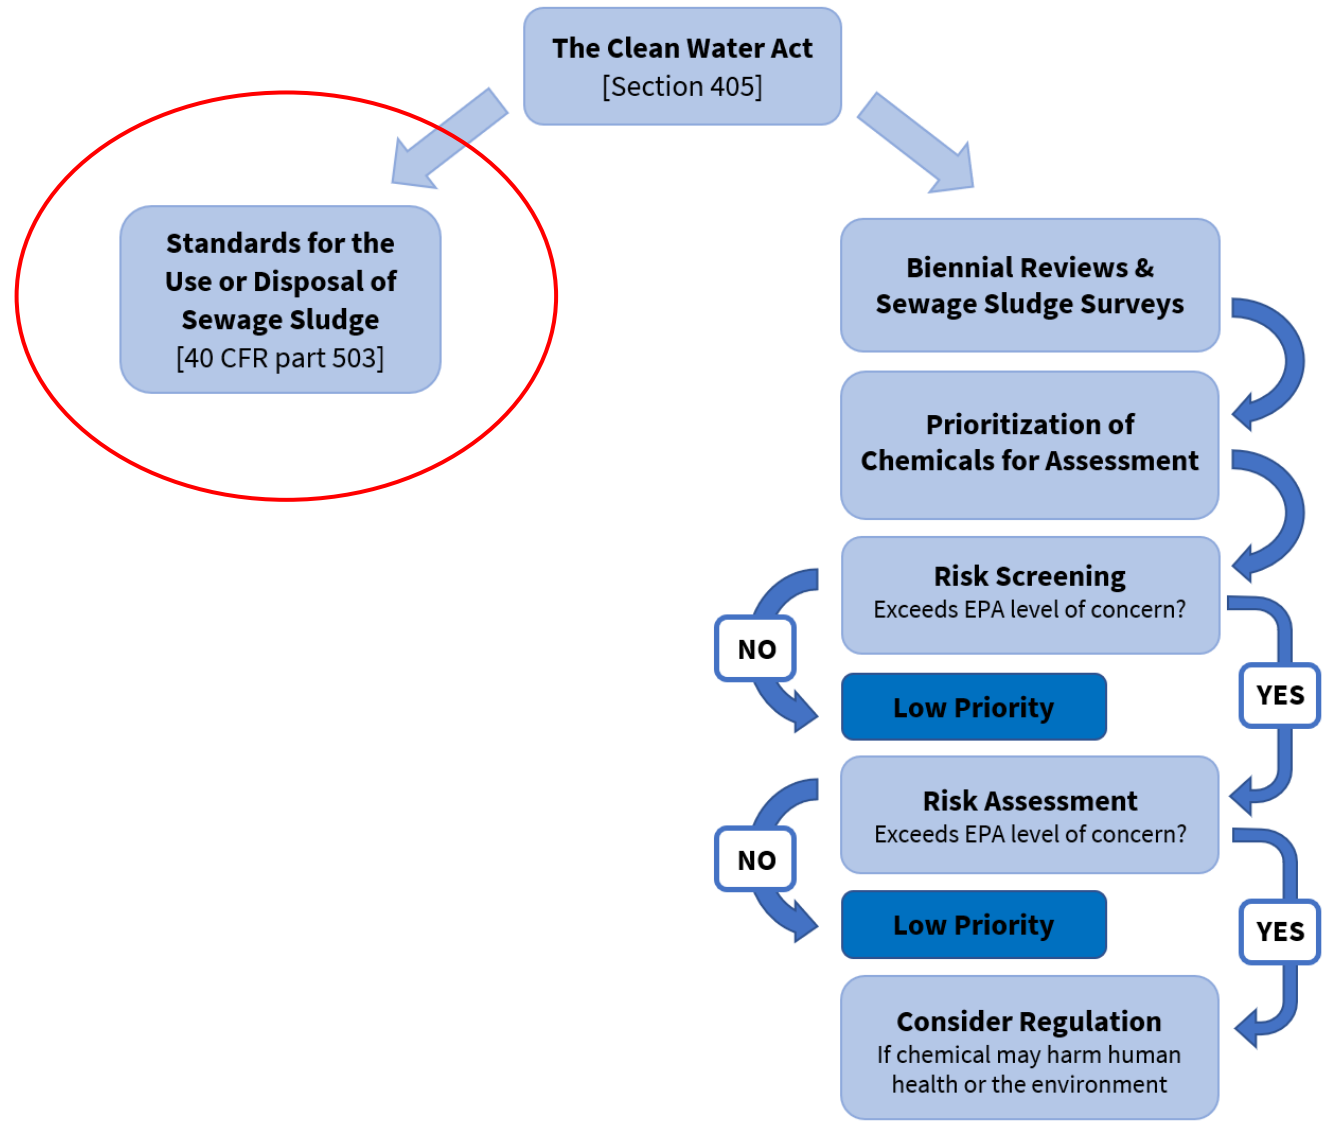 The Clean Water Act
[Section 405]
Standards for the
Use or Disposal of
Sewage Sludge
[40 CFR part 503]
Biennial Reviews &
Sewage Sludge Surveys
Prioritization of
Chemicals for Assessment
Risk Screening
Exceeds EPA level of concern?
NO
YES
Low Priority
Risk Assessment
Exceeds EPA level of concern?
NO
YES
Low Priority
Consider Regulation
If chemical may harm human
health or the environment